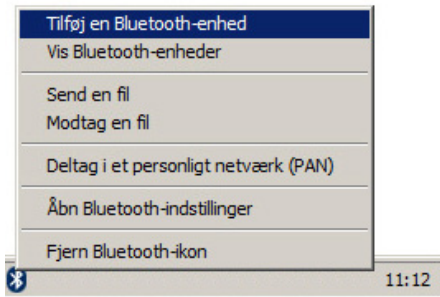 Tilføj en Bluetooth-enhed
Vis Bluetooth-enheder
Send en fil
Modtag en fil
Deltag i et personligt netværk (PAN)
Åbn Bluetooth-indstillinger
Fjern Bluetooth-ikon
11:12